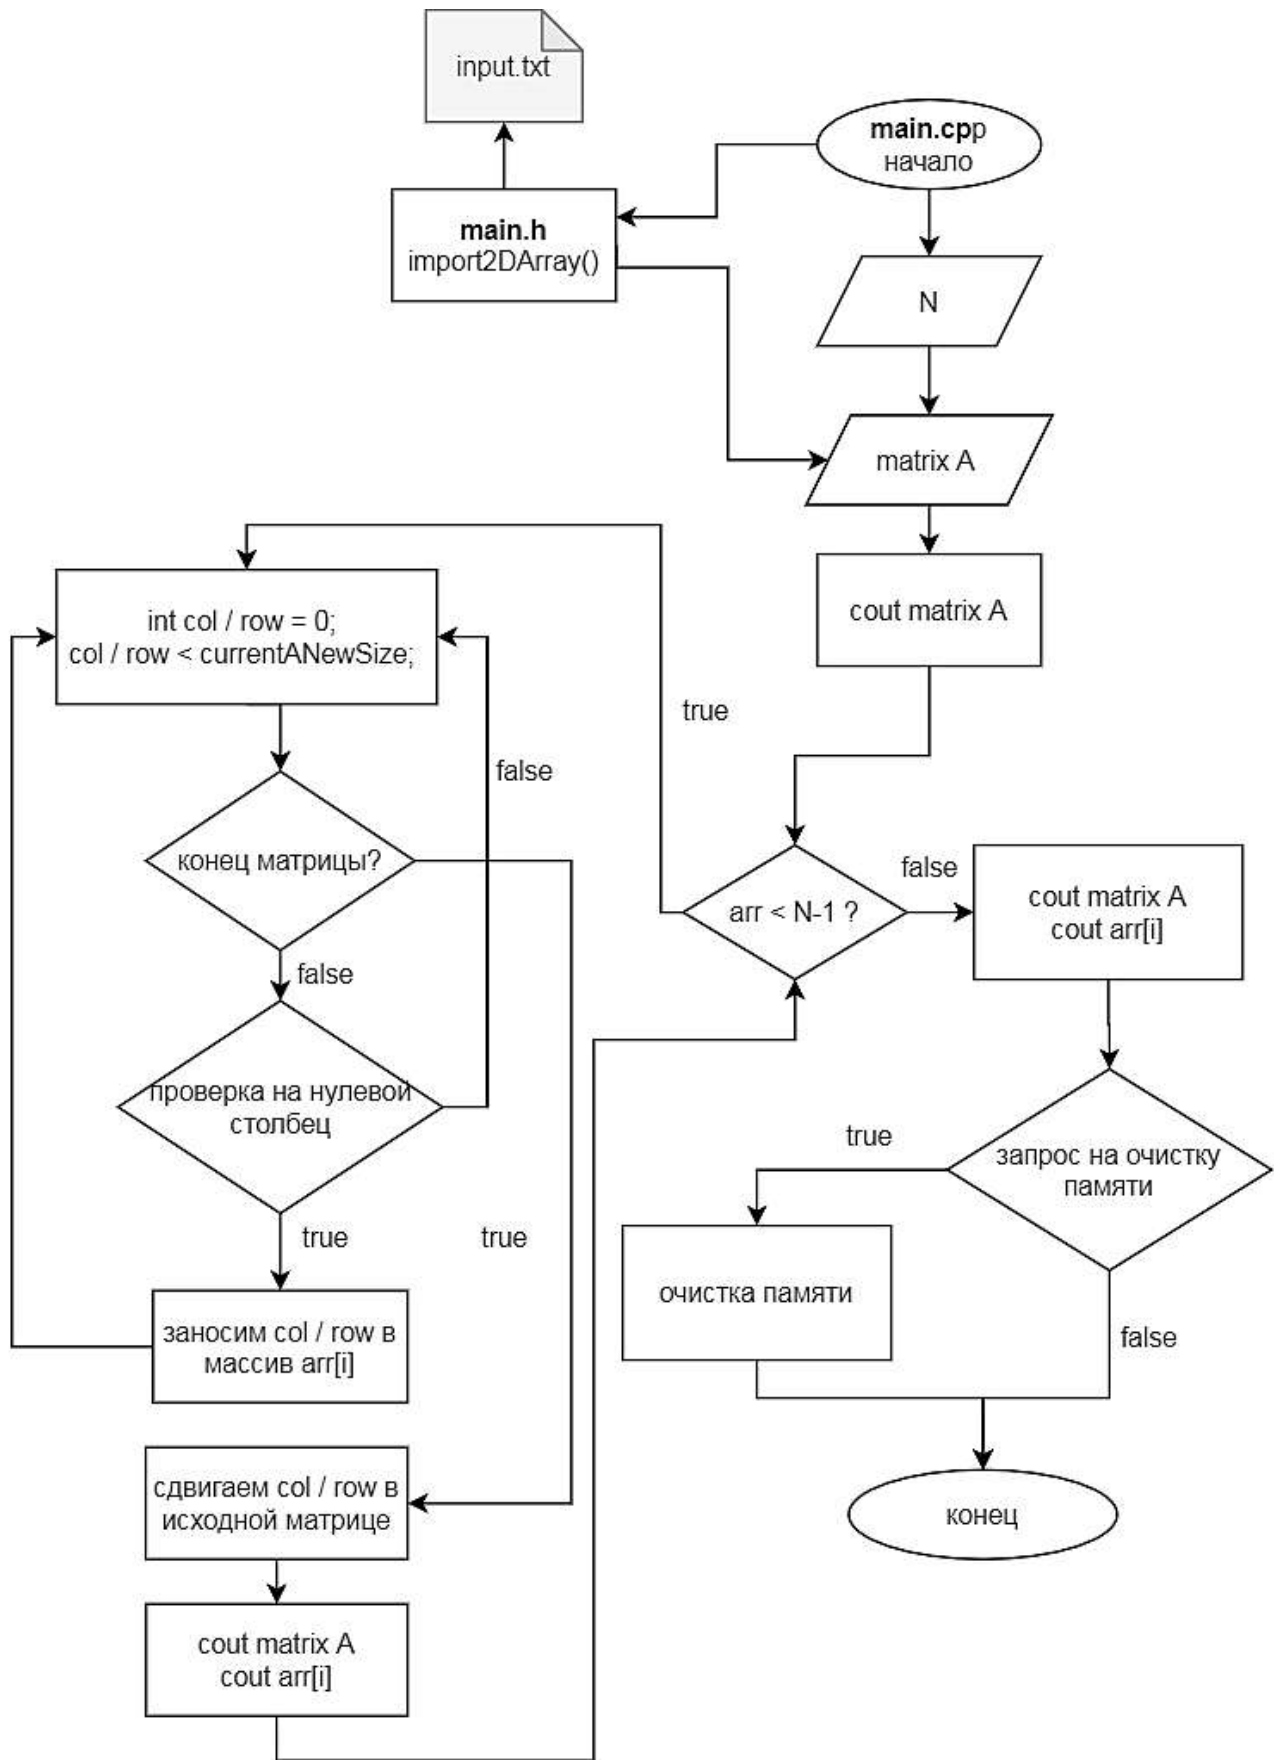 input.txt
main.cpp
начало
main.h
import2DArray()
N
matrix A
cout matrix A
int col / row = 0;
col / row < currentANewSize;
true
false
конец матрицы?
false
arr < N-1 ?
false
cout matrix A
cout arr[i]
проверка на нулевой
столбец
true
запрос на очистку
памяти
true
true
очистка памяти
false
заносим col / row в
массив arr[i]
сдвигаем col / row в
исходной матрице
конец
cout matrix A
cout arr[i]